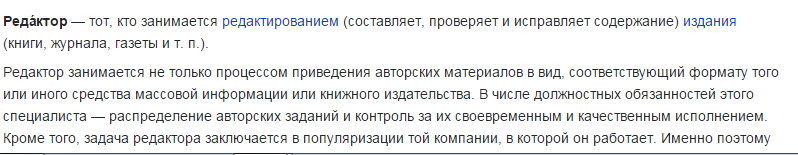 Реда́ктор — тот, кто занимается редактированием (составляет, проверяет и исправляет содержание) издания
(книги, журнала, газеты и т. п.).
Редактор занимается не только процессом приведения авторских материалов в вид, соответствующий формату того
или иного средства массовой информации или книжного издательства. В числе должностных обязанностей этого
специалиста — распределение авторских заданий и контроль за их своевременным и качественным исполнением.
Кроме того, задача редактора заключается в популяризации той компании, в которой он работает. Именно поэтому